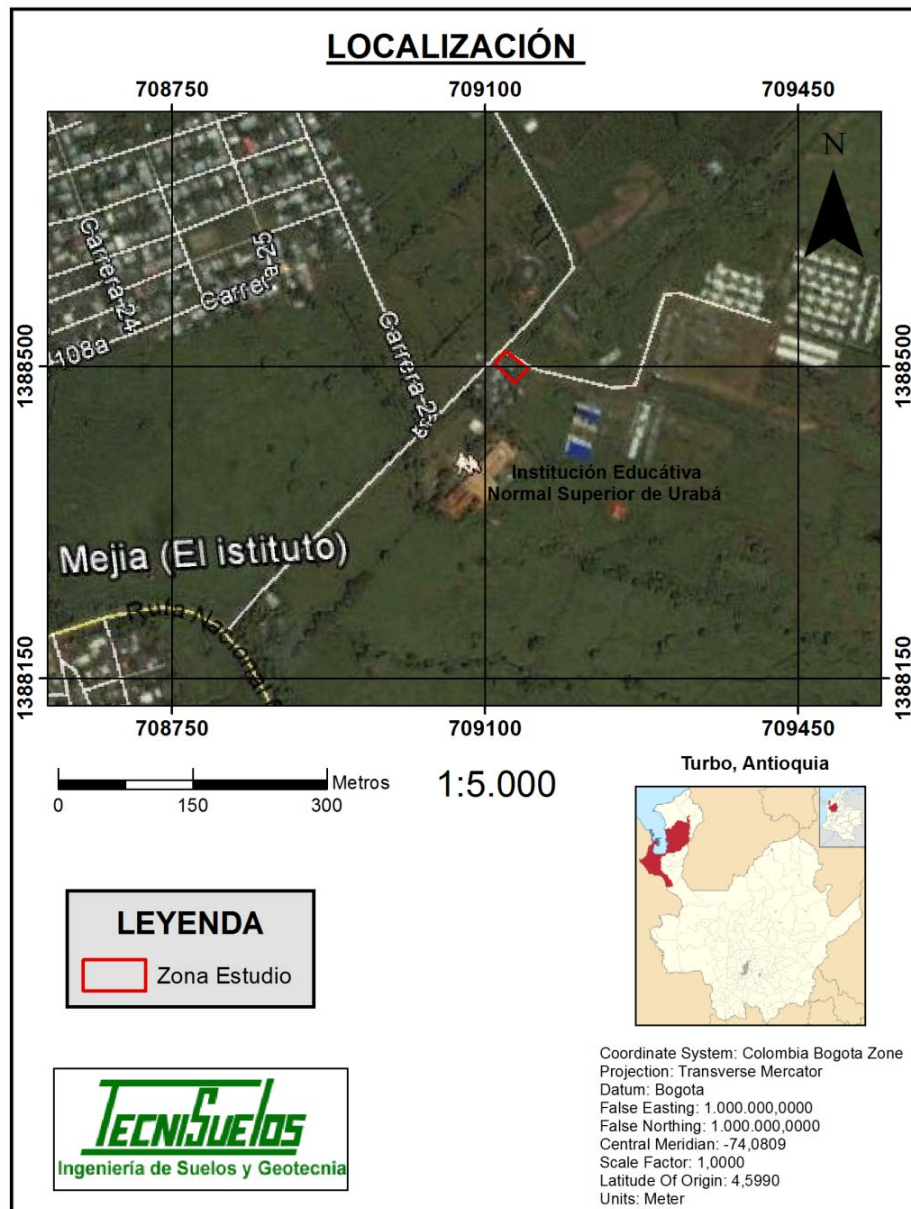 LOCALIZACIÓN
708750 709100 709450
N
Carrera 24
Carrer
a 25
108a
Carrera 25
1388500
1388500
Institución Educátiva
Normal Superior de Urabá
Mejia (El istituto)
Ruta Nacional
1388150
1388150
708750 709100 709450
Metros
0 150 300
1:5.000
Turbo, Antioquia
LEYENDA
Zona Estudio
TECNISUELOS
Ingeniería de Suelos y Geotecnia
Coordinate System: Colombia Bogota Zone
Projection: Transverse Mercator
Datum: Bogota
False Easting: 1.000.000,0000
False Northing: 1.000.000,0000
Central Meridian: -74,0809
Scale Factor: 1,0000
Latitude Of Origin: 4,5990
Units: Meter